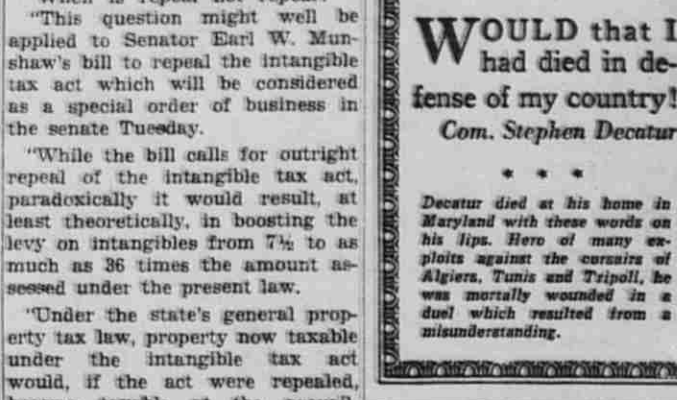 "This question might well be
applied to Senator Earl W. Mun-
shaw's bill to repeal the intangible
tax act which will be considered
as a special order of business in
the senate Tuesday.
"While the bill calls for outright
repeal of the intangible tax act,
paradoxically it would result, at
least theoretically, in boosting the
levy on intangibles from 7½ to as
much as 36 times the amount as-
sessed under the present law.
"Under the state's general prop-
erty tax law, property now taxable
under the intangible tax act
would, if the act were repealed,
WOULD that I
had died in de-
fense of my country!
Com. Stephen Decatur
* * *
Decatur died at his home in
Maryland with these words on
his lips. Hero of many ex-
ploits against the corsairs of
Algiers, Tunis and Tripoli, he
was mortally wounded in a
duel which resulted from a
misunderstanding.